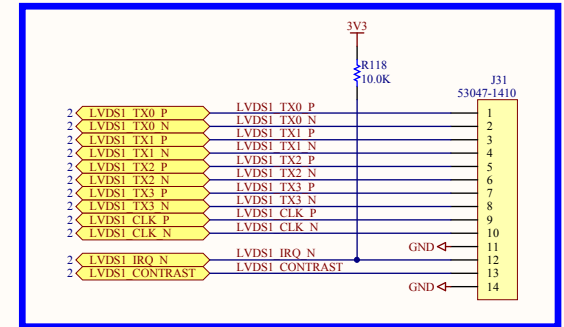 3V3
R118
10.0K
J31
53047-1410
2 LVDS1_TX0_P LVDS1_TX0_P 1
2 LVDS1_TX0_N LVDS1_TX0_N 2
2 LVDS1_TX1_P LVDS1_TX1_P 3
2 LVDS1_TX1_N LVDS1_TX1_N 4
2 LVDS1_TX2_P LVDS1_TX2_P 5
2 LVDS1_TX2_N LVDS1_TX2_N 6
2 LVDS1_TX3_P LVDS1_TX3_P 7
2 LVDS1_TX3_N LVDS1_TX3_N 8
2 LVDS1_CLK_P LVDS1_CLK_P 9
2 LVDS1_CLK_N LVDS1_CLK_N 10
GND 11
2 LVDS1_IRQ_N LVDS1_IRQ_N 12
2 LVDS1_CONTRAST LVDS1_CONTRAST 13
GND 14